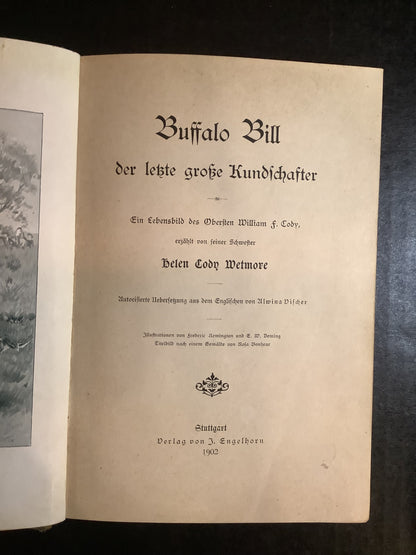 Buffalo Bill
der letzte große Kundschafter
Ein Lebensbild des Obersten William F. Cody,
erzählt von seiner Schwester
Helen Cody Wetmore
Autorisierte Uebersetzung aus dem Englischen von Alwina Vischer
Illustrationen von Frederic Remington und E. W. Deming
Titelbild nach einem Gemälde von Rosa Bonheur
Stuttgart
Verlag von J. Engelhorn
1902